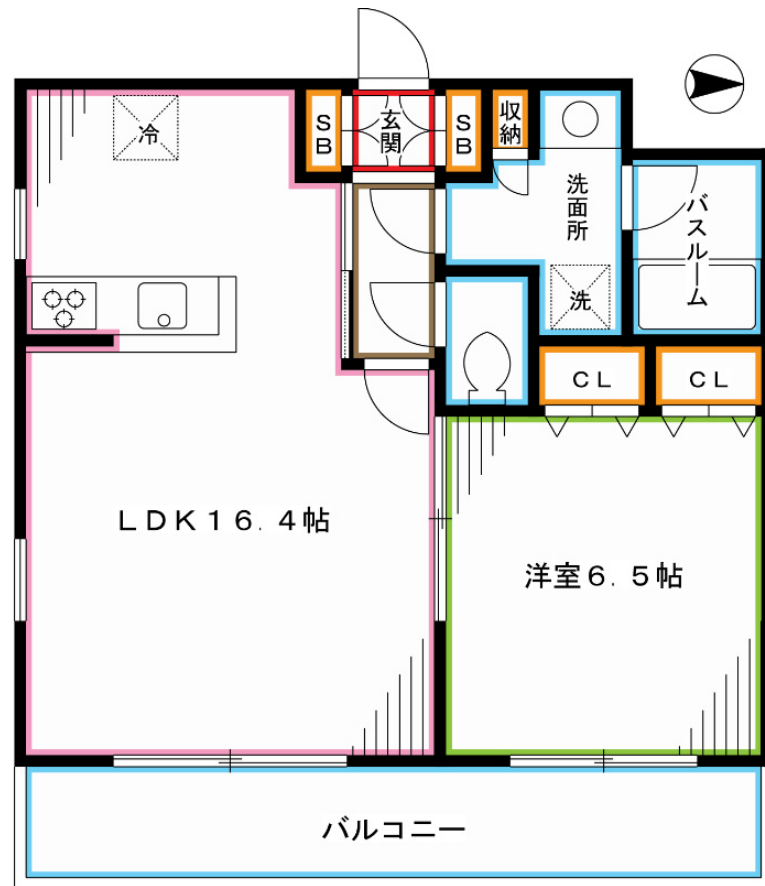 冷
SB
玄関
SB
収納
洗面所
バスルーム
洗
CL
CL
LDK16.4帖
洋室6.5帖
バルコニー